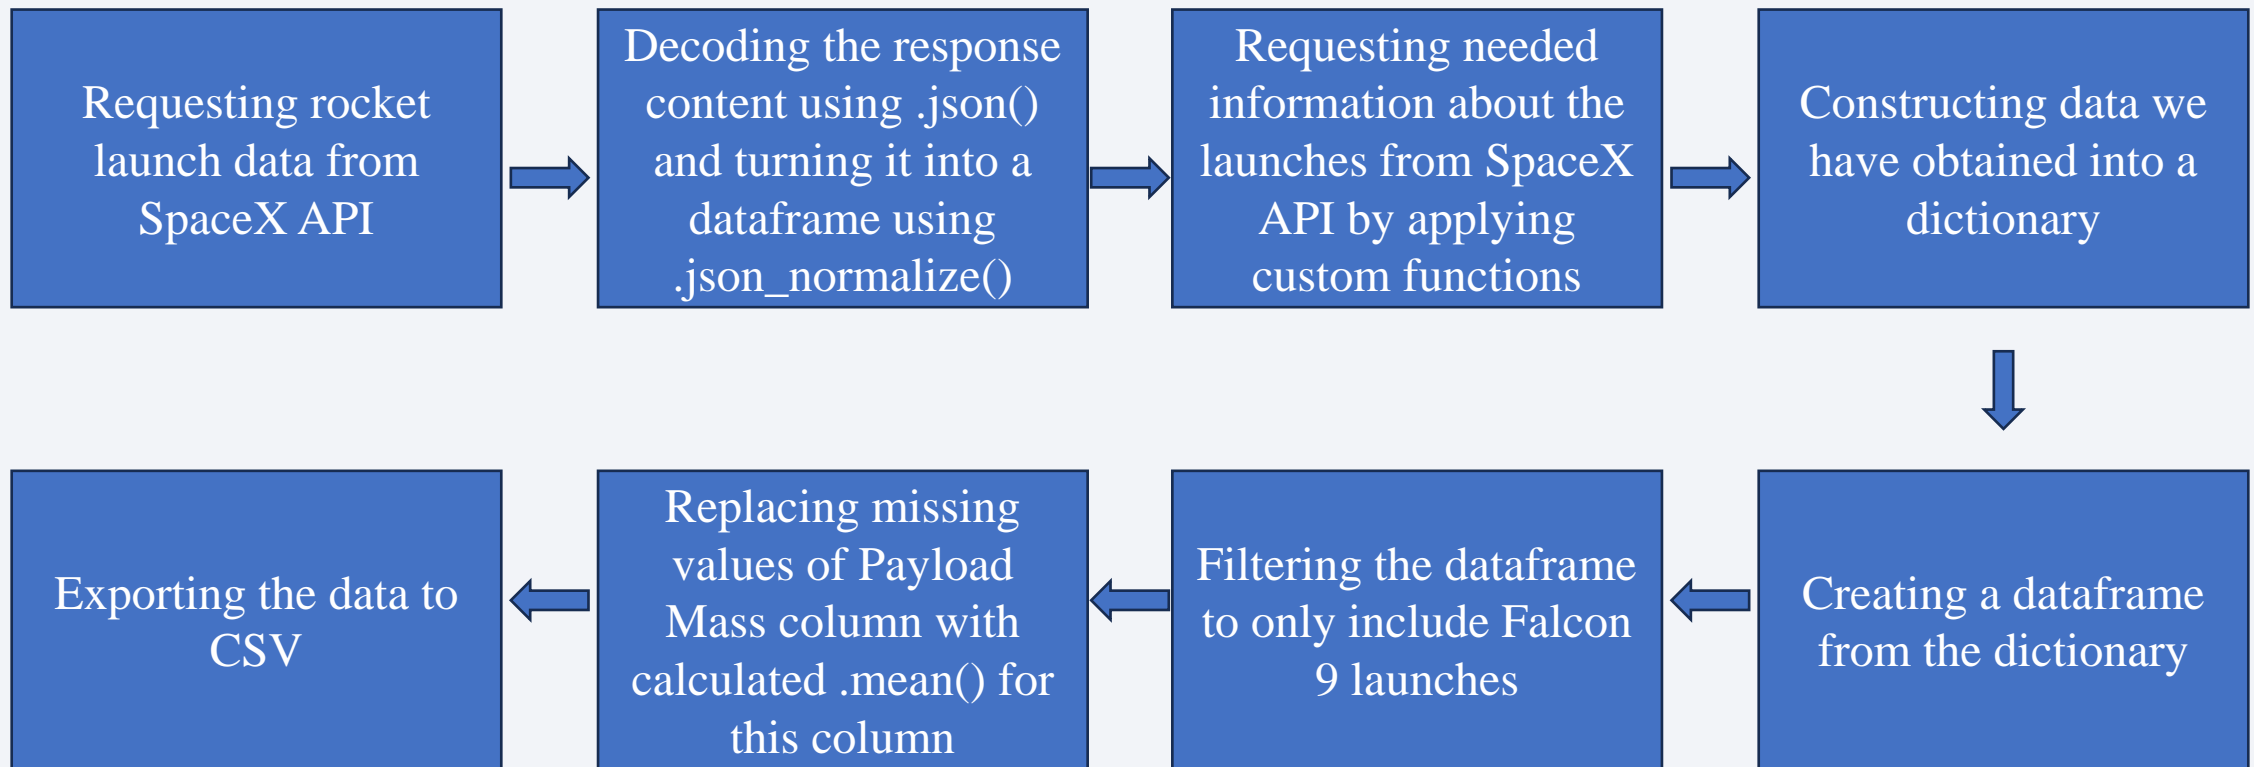 Requesting rocket
launch data from
SpaceX API
Decoding the response
content using .json()
and turning it into a
dataframe using
.json_normalize()
Requesting needed
information about the
launches from SpaceX
API by applying
custom functions
Constructing data we
have obtained into a
dictionary
Creating a dataframe
from the dictionary
Filtering the dataframe
to only include Falcon
9 launches
Replacing missing
values of Payload
Mass column with
calculated .mean() for
this column
Exporting the data to
CSV